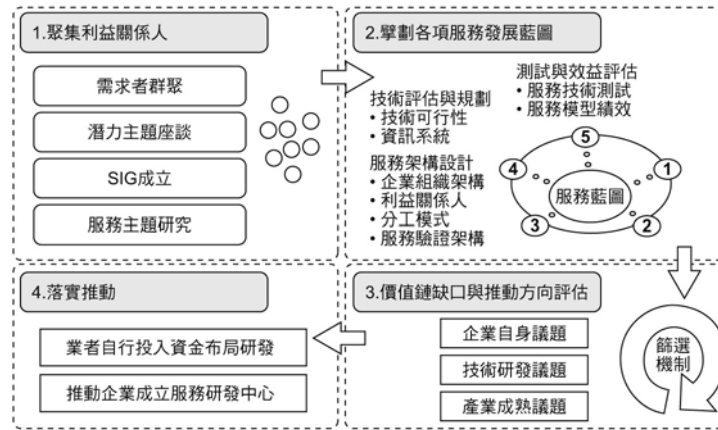 1.聚集利益關係人
需求者群聚
潛力主題座談
SIG成立
服務主題研究
2.擘劃各項服務發展藍圖
技術評估與規劃
• 技術可行性
• 資訊系統
服務架構設計
• 企業組織架構
• 利益關係人
• 分工模式
• 服務驗證架構
測試與效益評估
• 服務技術測試
• 服務模型績效
5
4
1
服務藍圖
3
2
3.價值鏈缺口與推動方向評估
企業自身議題
技術研發議題
產業成熟議題
篩選
機制
4.落實推動
業者自行投入資金布局研發
推動企業成立服務研發中心